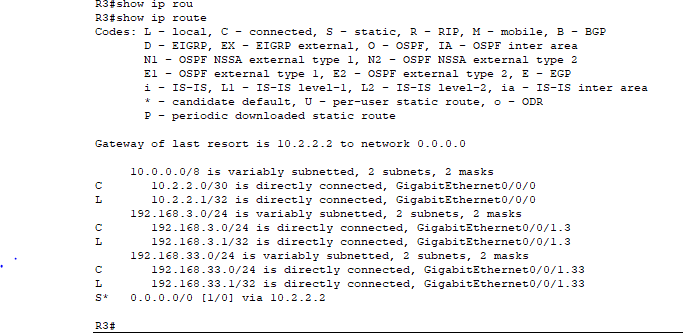 R3#show ip rou
R3#show ip route
Codes: L - local, C - connected, S - static, R - RIP, M - mobile, B - BGP
D - EIGRP, EX - EIGRP external, O - OSPF, IA - OSPF inter area
N1 - OSPF NSSA external type 1, N2 - OSPF NSSA external type 2
E1 - OSPF external type 1, E2 - OSPF external type 2, E - EGP
i - IS-IS, L1 - IS-IS level-1, L2 - IS-IS level-2, ia - IS-IS inter area
* - candidate default, U - per-user static route, o - ODR
P - periodic downloaded static route
Gateway of last resort is 10.2.2.2 to network 0.0.0.0
10.0.0.0/8 is variably subnetted, 2 subnets, 2 masks
C 10.2.2.0/30 is directly connected, GigabitEthernet0/0/0
L 10.2.2.1/32 is directly connected, GigabitEthernet0/0/0
192.168.3.0/24 is variably subnetted, 2 subnets, 2 masks
C 192.168.3.0/24 is directly connected, GigabitEthernet0/0/1.3
L 192.168.3.1/32 is directly connected, GigabitEthernet0/0/1.3
192.168.33.0/24 is variably subnetted, 2 subnets, 2 masks
C 192.168.33.0/24 is directly connected, GigabitEthernet0/0/1.33
L 192.168.33.1/32 is directly connected, GigabitEthernet0/0/1.33
S* 0.0.0.0/0 [1/0] via 10.2.2.2
R3#